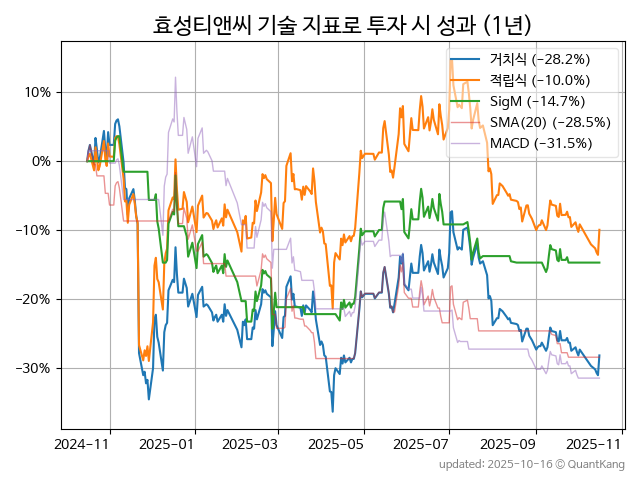 효성티앤씨 기술 지표로 투자 시 성과 (1년)
거치식 (−28.2%)
적립식 (−10.0%)
SigM (−14.7%)
SMA(20) (−28.5%)
MACD (−31.5%)
10%
0%
−10%
−20%
−30%
2024-11 2025-01 2025-03 2025-05 2025-07 2025-09 2025-11
updated: 2025-10-16 © QuantKang